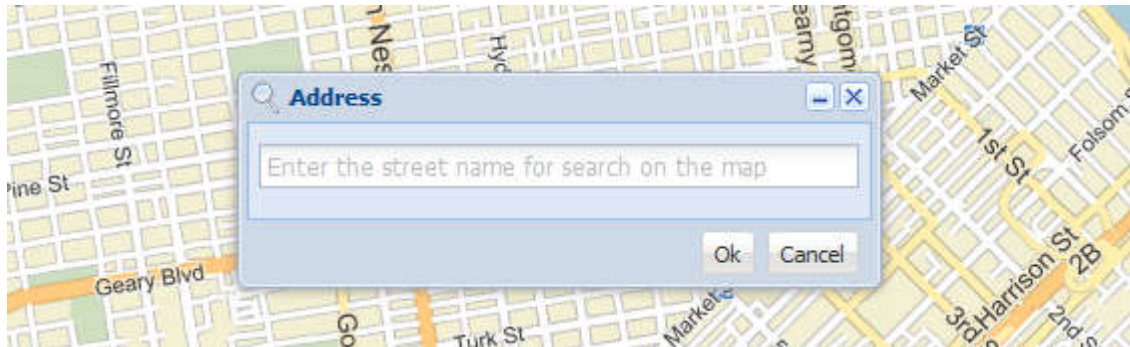 Address
Enter the street name for search on the map
Ok
Cancel
Fillmore St
Pine St
Geary Blvd
Turk St
Market St
Market
1st St
Folsom
Harrison St
2B
3rd
2nd